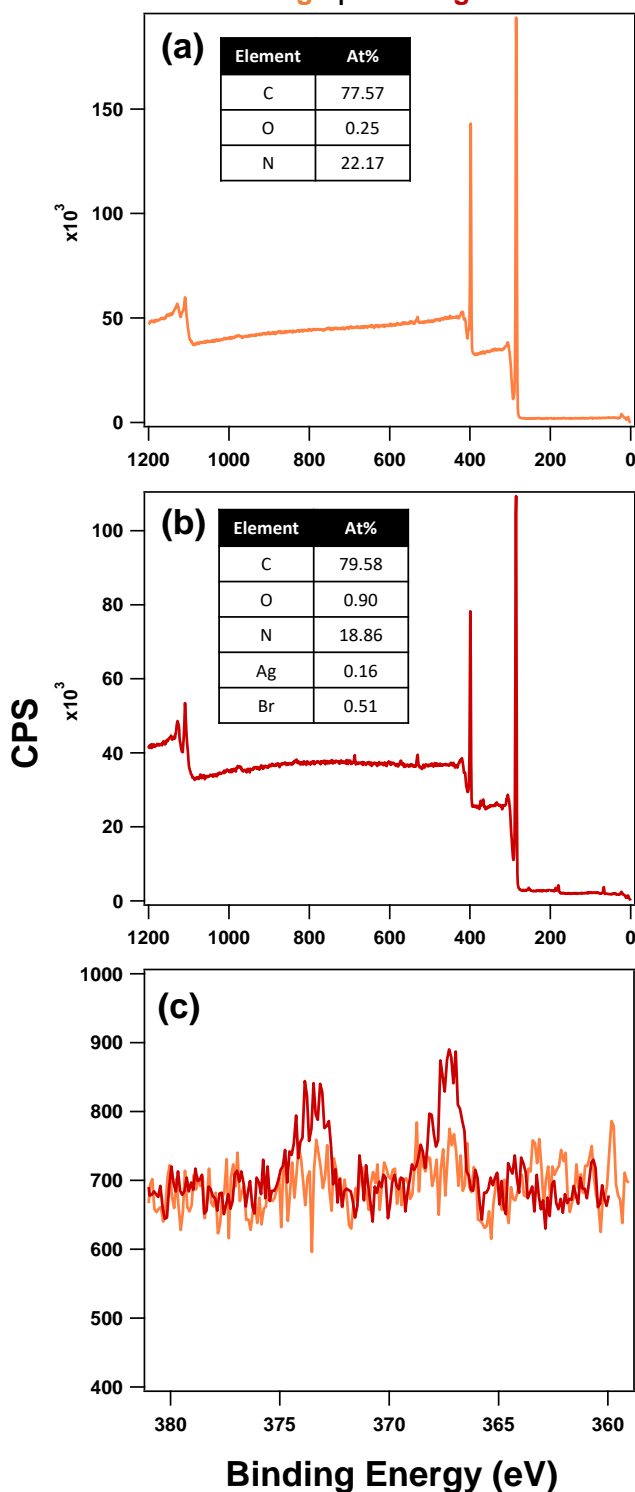 (a)
Element At%
C 77.57
O 0.25
N 22.17
x10³
150
100
50
0
1200 1000 800 600 400 200 0
(b)
Element At%
C 79.58
O 0.90
N 18.86
Ag 0.16
Br 0.51
CPS
x10³
100
80
60
40
20
0
1200 1000 800 600 400 200 0
(c)
1000
900
800
700
600
500
400
380 375 370 365 360
Binding Energy (eV)